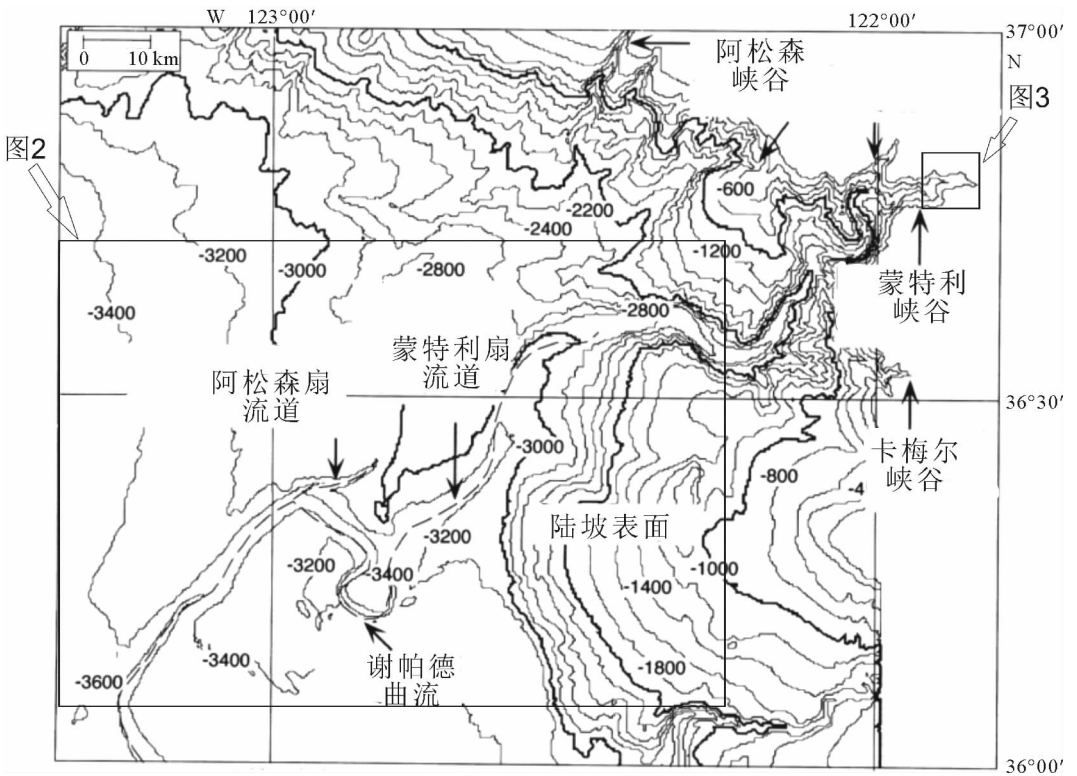 W 123°00′
122°00′
37°00′
N
0 10 km
阿松森
峡谷
图3
图2
-600
-2200
-2400
-1200
-3200
-3000
-2800
-3400
蒙特利
峡谷
-2800
蒙特利扇
流道
阿松森扇
流道
36°30′
-3000
卡梅尔
峡谷
-800
-4
陆坡表面
-3200
-3200
-3400
-1000
-1400
-3400
-1800
谢帕德
曲流
-3600
36°00′